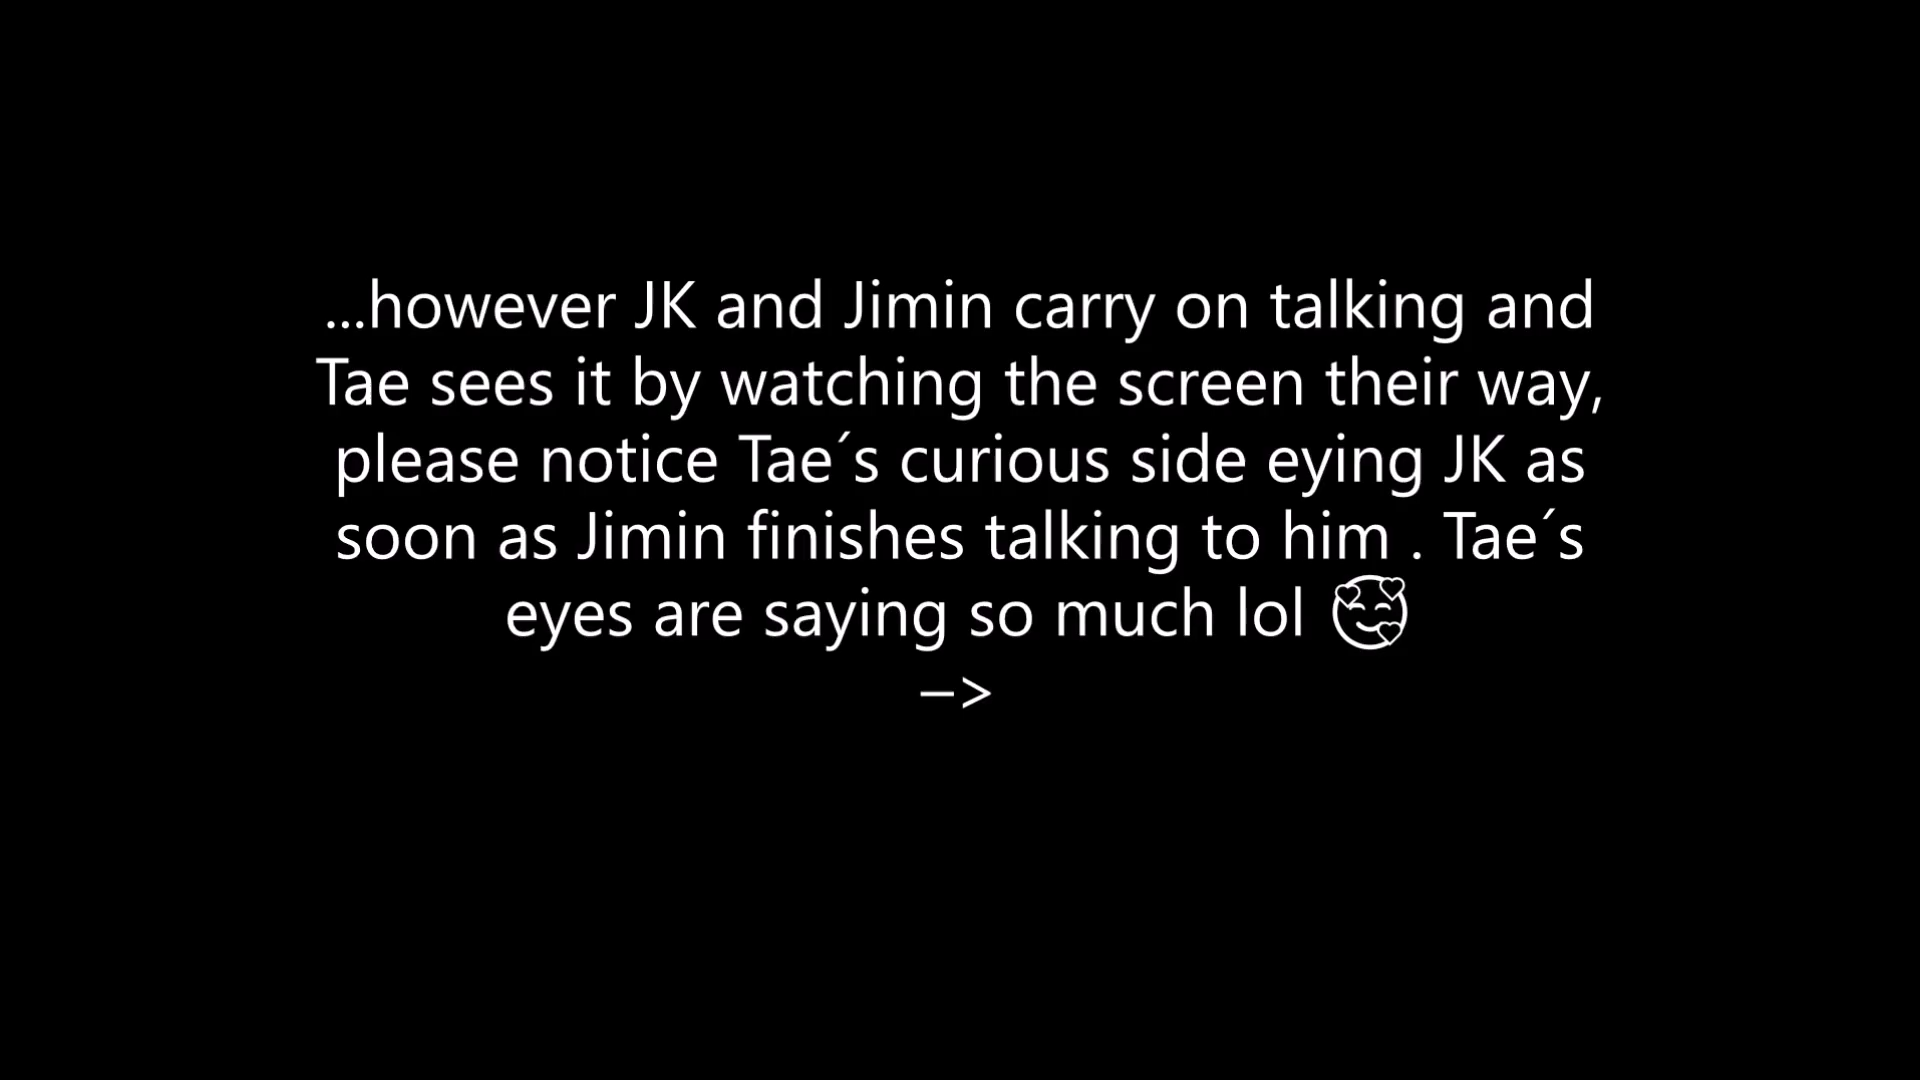 ...however JK and Jimin carry on talking and
Tae sees it by watching the screen their way,
please notice Tae´s curious side eying JK as
soon as Jimin finishes talking to him . Tae´s
eyes are saying so much lol 🥰
–>